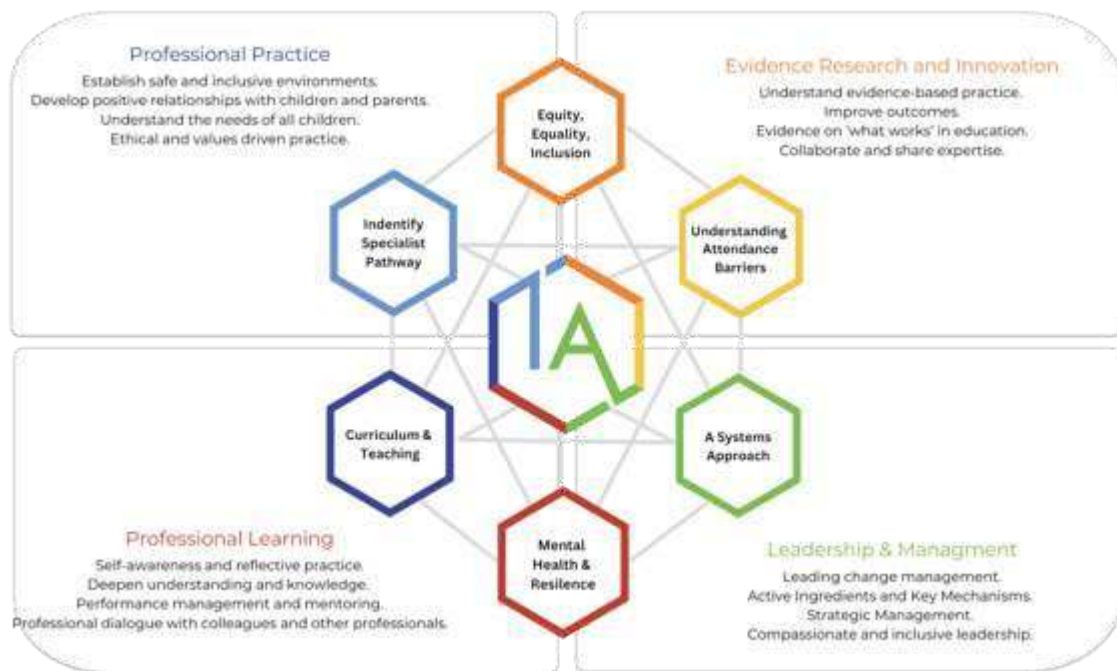 Professional Practice
Establish safe and inclusive environments.
Develop positive relationships with children and parents.
Understand the needs of all children.
Ethical and values driven practice.
Evidence Research and Innovation
Understand evidence-based practice.
Improve outcomes.
Evidence on 'what works' in education.
Collaborate and share expertise.
Equity,
Equality,
Inclusion
Indentify
Specialist
Pathway
Understanding
Attendance
Barriers
1A
Curriculum &
Teaching
A Systems
Approach
Mental
Health &
Resilence
Professional Learning
Self-awareness and reflective practice.
Deepen understanding and knowledge.
Performance management and mentoring.
Professional dialogue with colleagues and other professionals.
Leadership & Managment
Leading change management.
Active Ingredients and Key Mechanisms.
Strategic Management.
Compassionate and inclusive leadership.